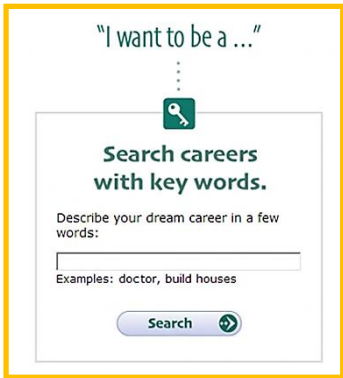 "I want to be a ..."
Search careers
with key words.
Describe your dream career in a few
words:
Examples: doctor, build houses
Search